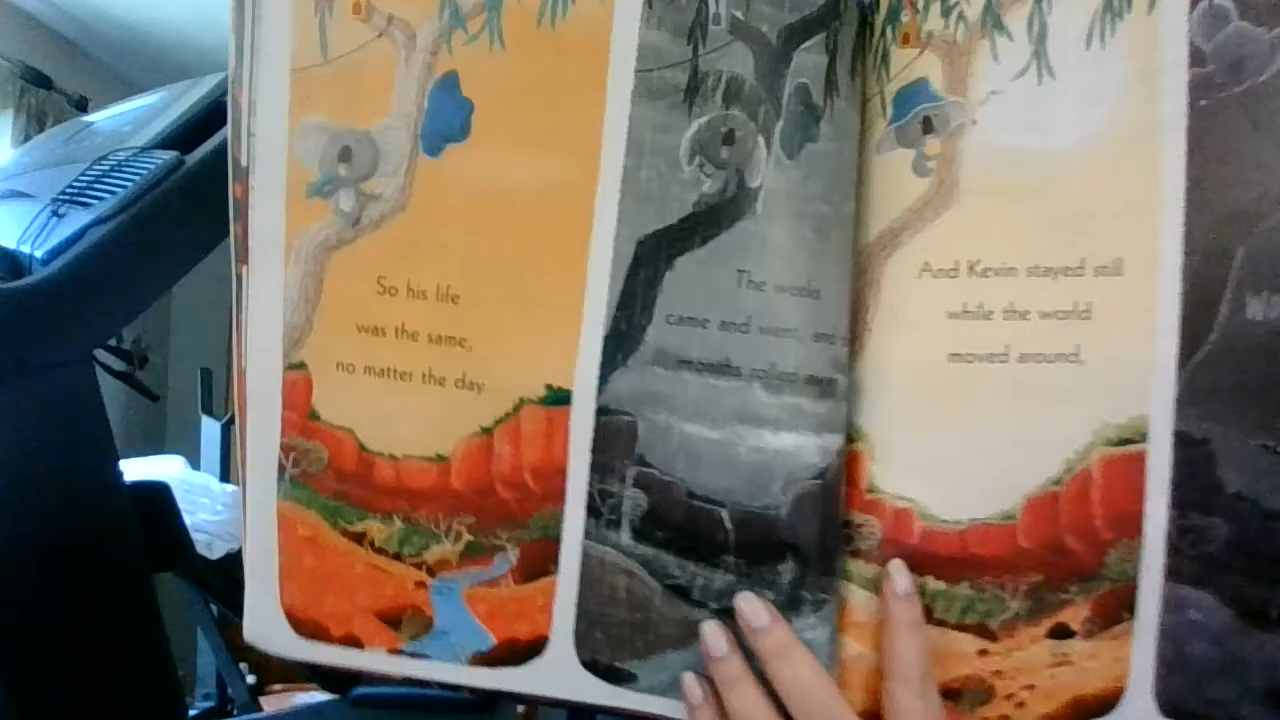 So his life
was the same,
no matter the day.
The weeks
came and went, and
months rolled
And Kevin stayed still
while the world
moved around,